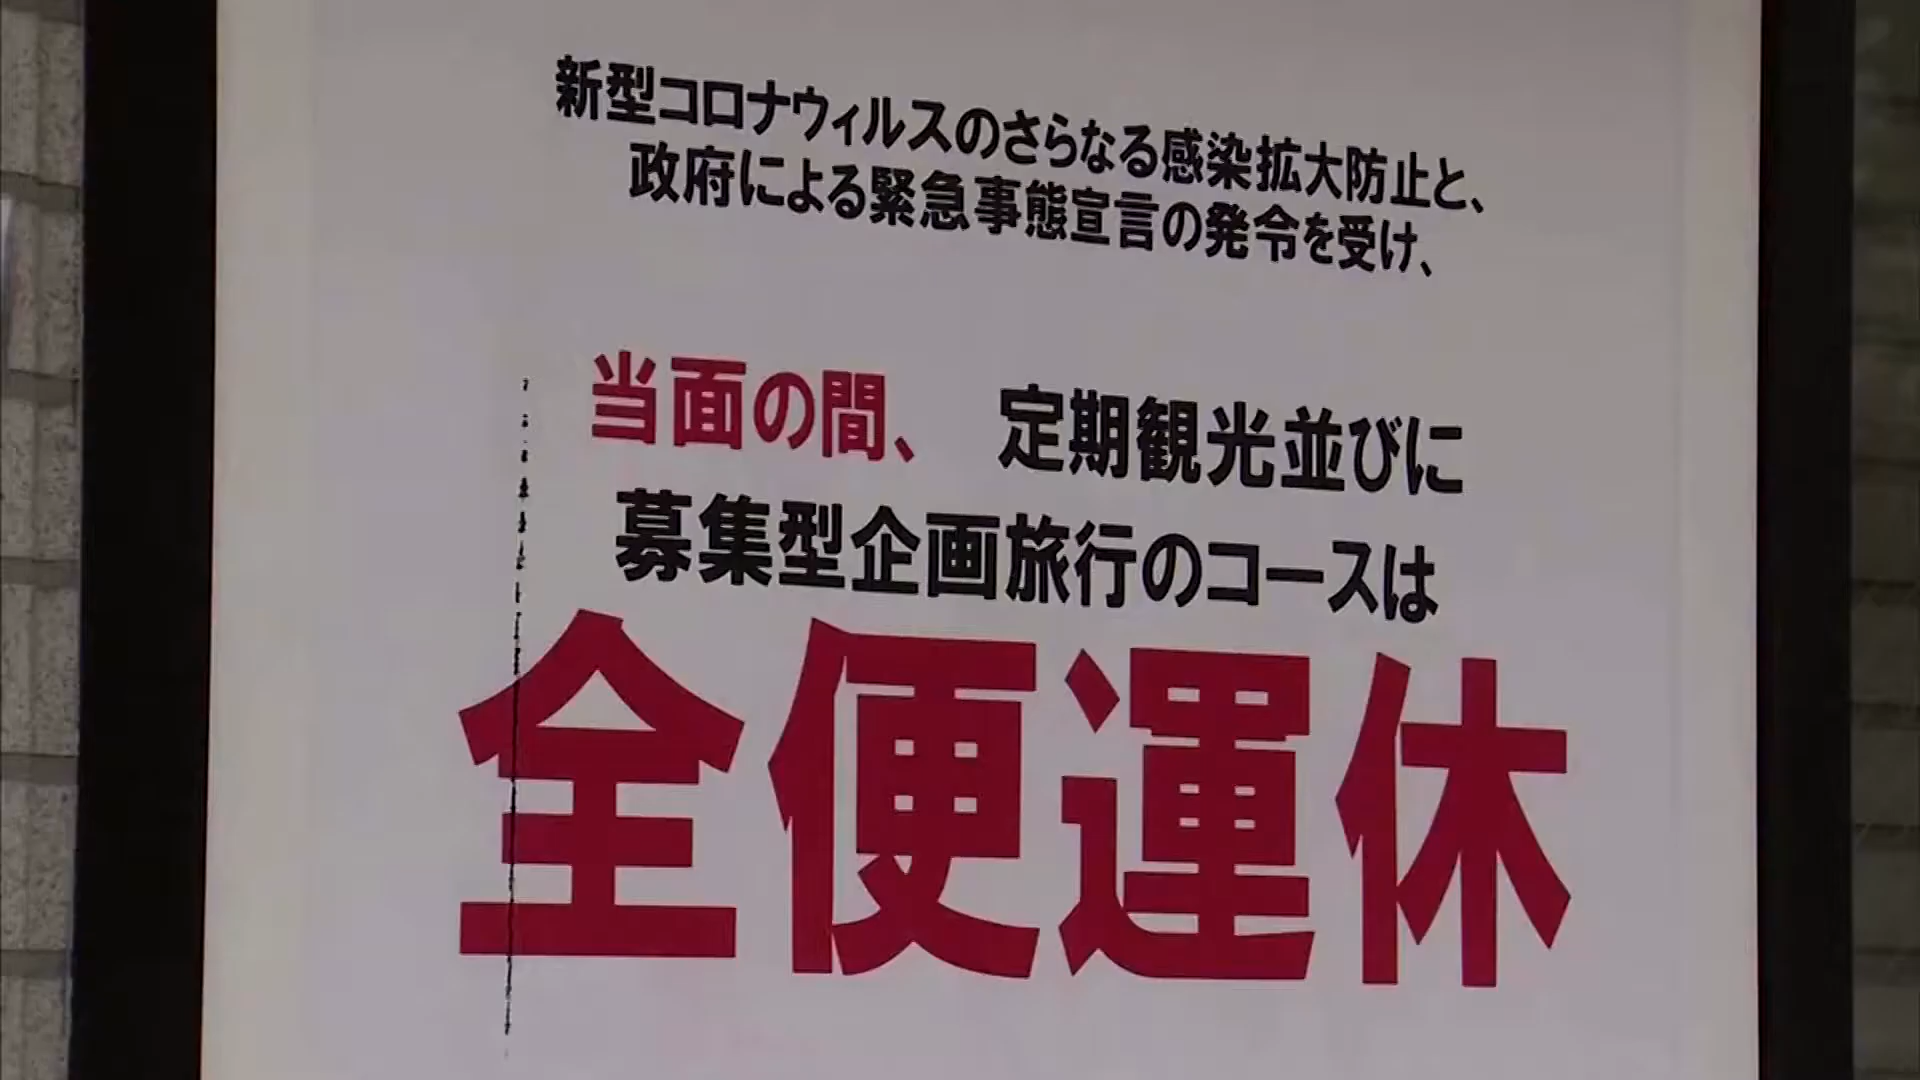 新型コロナウィルスのさらなる感染拡大防止と、
政府による緊急事態宣言の発令を受け、
当面の間、 定期観光並びに
募集型企画旅行のコースは
全便運休